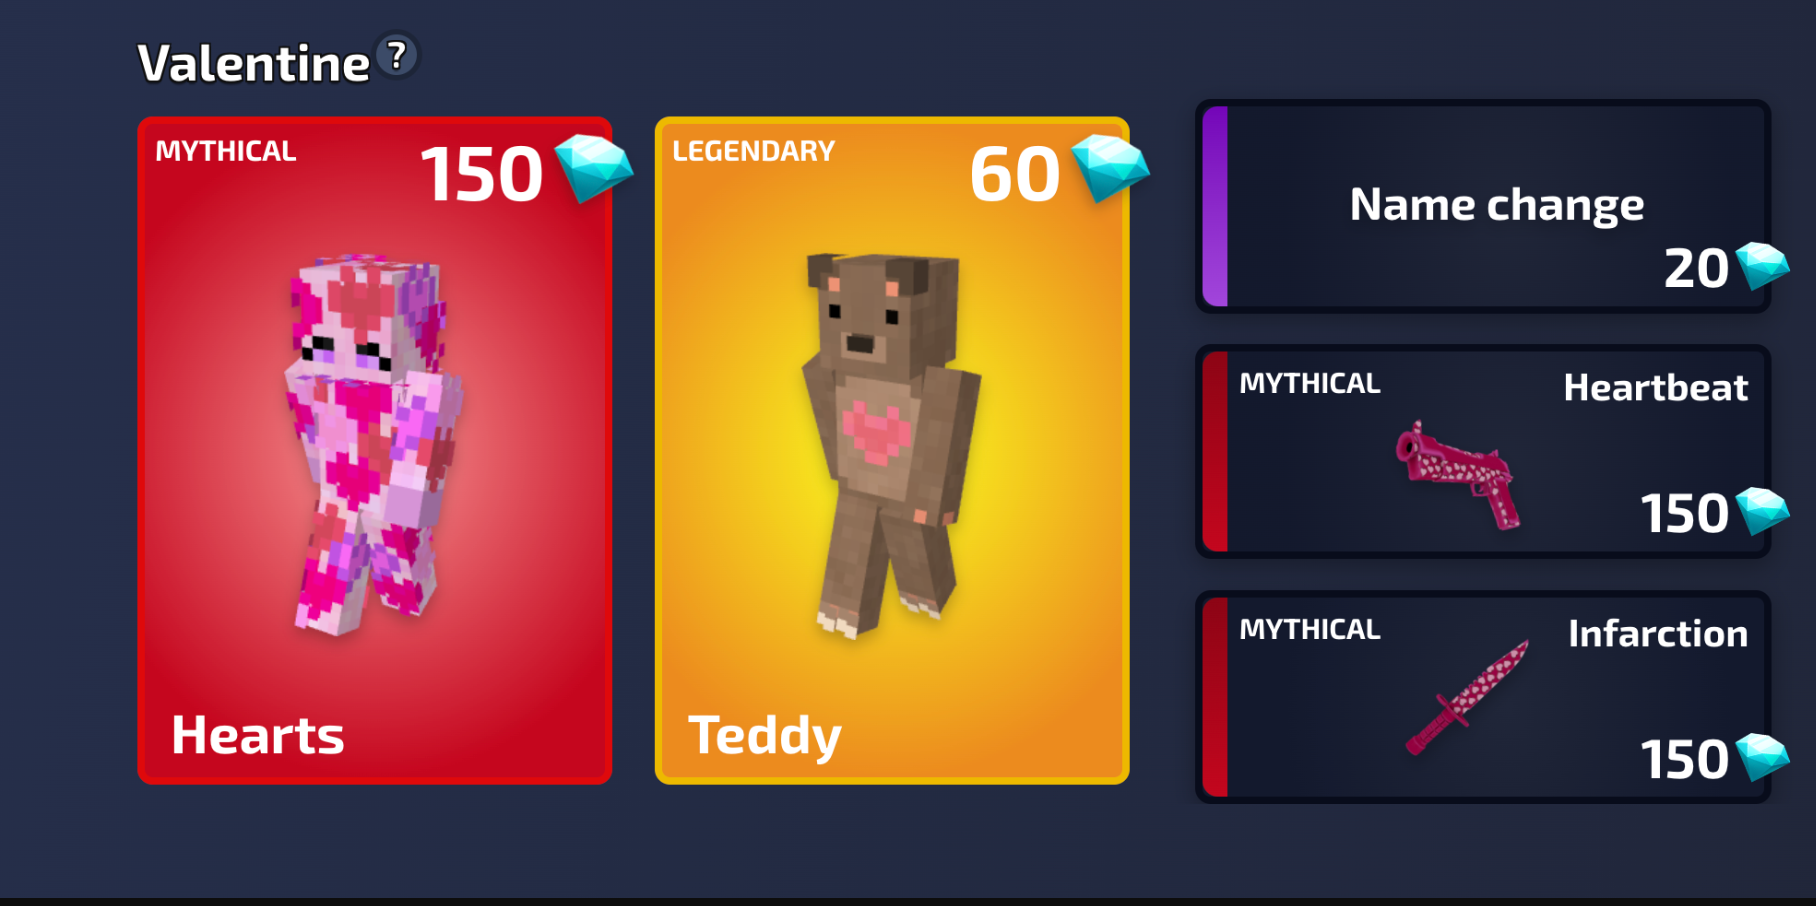 Valentine ?
MYTHICAL
150
Hearts
LEGENDARY
60
Teddy
Name change
20
MYTHICAL
Heartbeat
150
MYTHICAL
Infarction
150